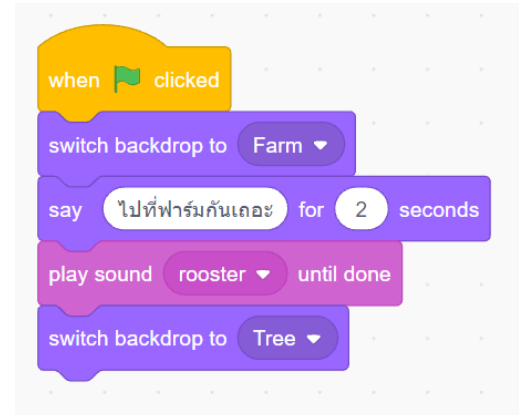 when clicked
switch backdrop to Farm
say ไปที่ฟาร์มกันเถอะ for 2 seconds
play sound rooster until done
switch backdrop to Tree